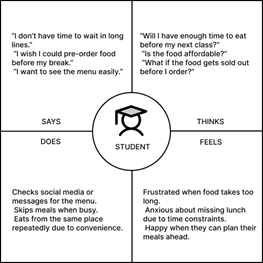 "I don't have time to wait in long
lines."
"I wish I could pre-order food
before my break."
"I want to see the menu easily."
"Will I have enough time to eat
before my next class?"
"Is the food affordable?"
"What if the food gets sold out
before I order?"
SAYS
THINKS
STUDENT
DOES
FEELS
Checks social media or
messages for the menu.
Skips meals when busy.
Eats from the same place
repeatedly due to convenience.
Frustrated when food takes too
long.
Anxious about missing lunch
due to time constraints.
Happy when they can plan their
meals ahead.